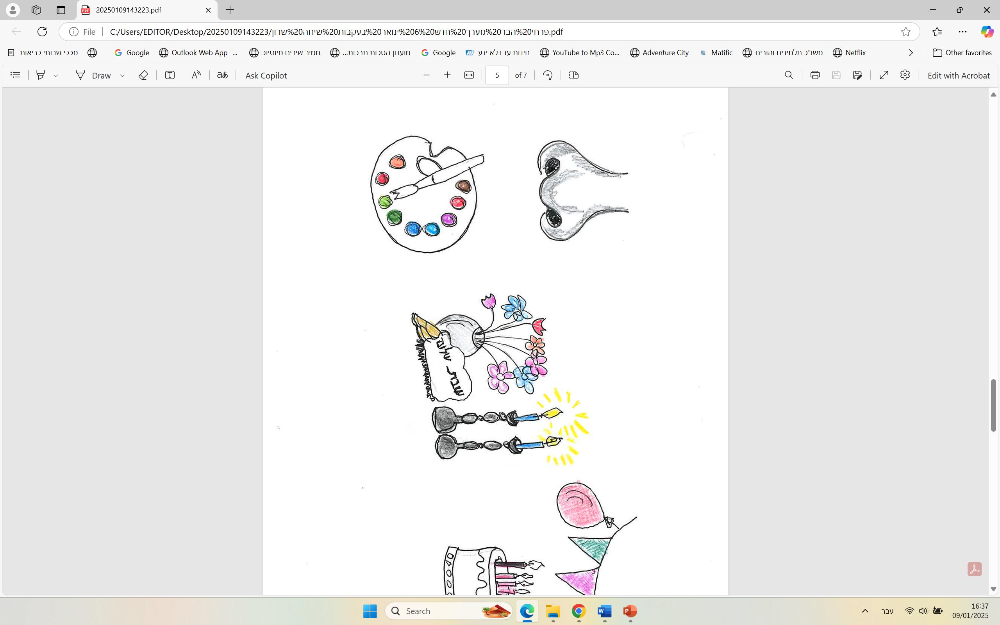 20250109143223.pdf
File
C:/Users/EDITOR/Desktop/20250109143223/פרחי%20הבר%20מערך%20חדש%206%20ינואר%20בעקבות%20שיחה%20שרון.pdf
מכבי שרותי בריאות
Google
Outlook Web App -...
ממיר שירים מיוטיוב
מועדון הטבות תרבות...
Google
חידות עד דלא ידע
YouTube to Mp3 Co...
Adventure City
Matific
משו"ב תלמידים והורים
Netflix
Other favorites
Draw
Ask Copilot
5 of 7
Edit with Acrobat
שבת שלום
Search
עבר
16:37
09/01/2025